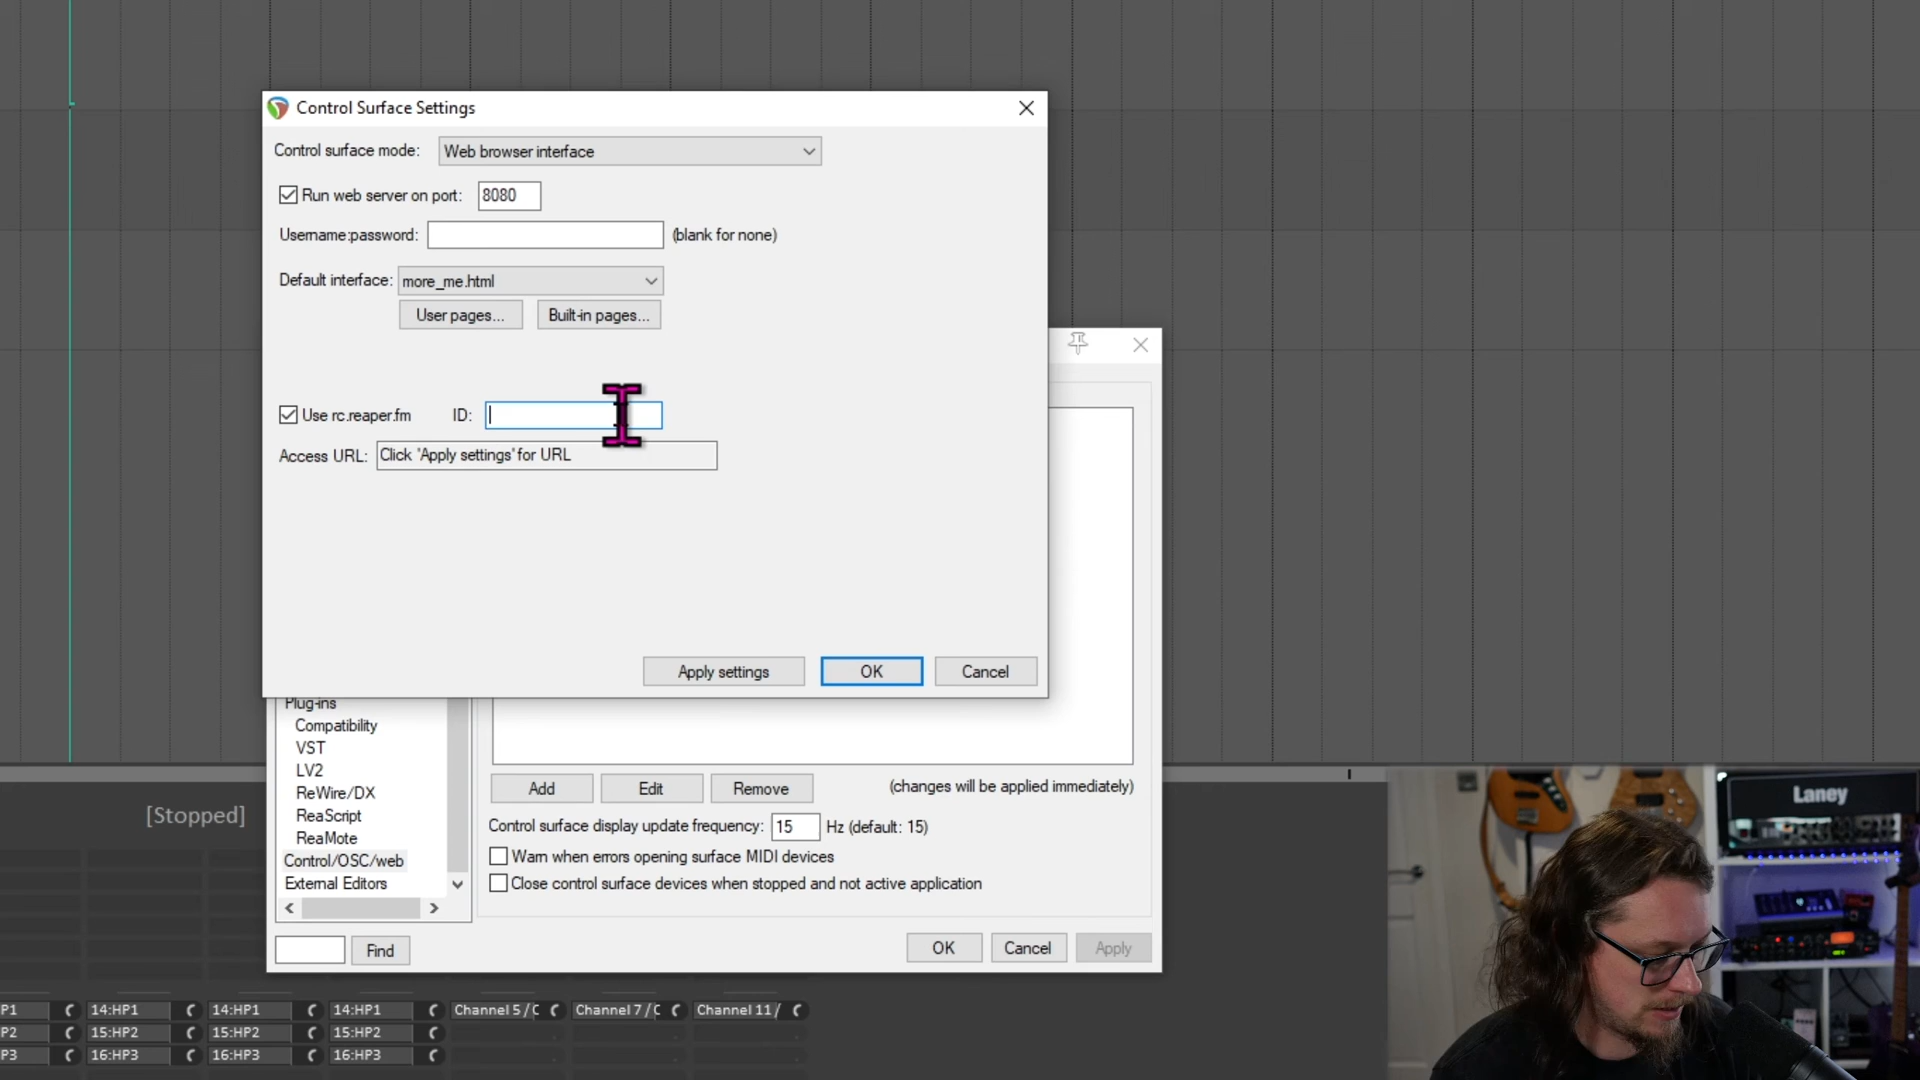 Control Surface Settings
Control surface mode: Web browser interface
Run web server on port: 8080
Username:password: (blank for none)
Default interface: more_me.html
User pages... Built-in pages...
Use rc.reaper.fm ID:
Access URL: Click 'Apply settings' for URL
Apply settings OK Cancel
Plug-ins
Compatibility
VST
LV2
ReWire/DX
ReaScript
ReaMote
Control/OSC/web
External Editors
Find
Add Edit Remove (changes will be applied immediately)
Control surface display update frequency: 15 Hz (default: 15)
Warn when errors opening surface MIDI devices
Close control surface devices when stopped and not active application
OK Cancel Apply
[Stopped]
Laney
P1 14:HP1 14:HP1 14:HP1 Channel 5 / C Channel 7 / C Channel 11 /
P2 15:HP2 15:HP2 15:HP2
P3 16:HP3 16:HP3 16:HP3